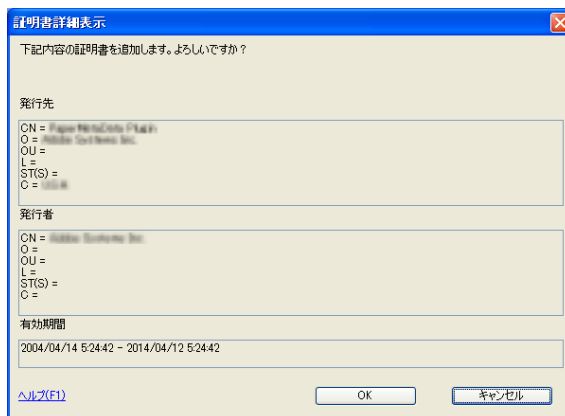 証明書詳細表示
下記内容の証明書を追加します。よろしいですか？
発行先
CN =
O =
OU =
L =
ST(S) =
C =
発行者
CN =
O =
OU =
L =
ST(S) =
C =
有効期間
2004/04/14 5:24:42 - 2014/04/12 5:24:42
ヘルプ(F1)
OK
キャンセル